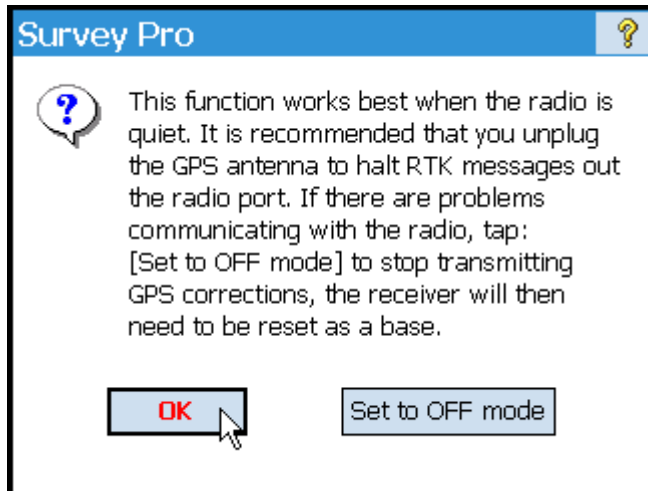 Survey Pro
?
?
This function works best when the radio is
quiet. It is recommended that you unplug
the GPS antenna to halt RTK messages out
the radio port. If there are problems
communicating with the radio, tap:
[Set to OFF mode] to stop transmitting
GPS corrections, the receiver will then
need to be reset as a base.
OK
Set to OFF mode